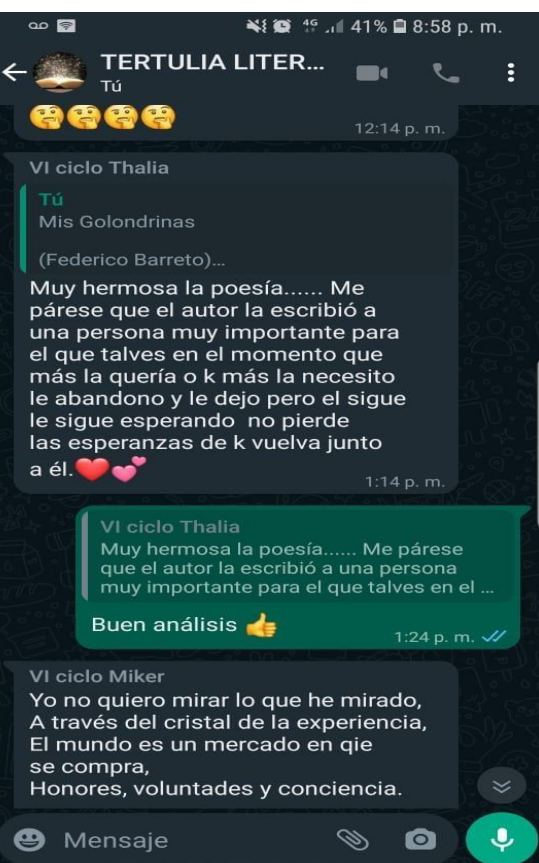 4G 41% 8:58 p. m.
TERTULIA LITER...
Tú
🤔🤔🤔🤔
12:14 p. m.
VI ciclo Thalia
Tú
Mis Golondrinas
(Federico Barreto)...
Muy hermosa la poesía...... Me
párese que el autor la escribió a
una persona muy importante para
el que talves en el momento que
más la quería o k más la necesito
le abandono y le dejo pero el sigue
le sigue esperando no pierde
las esperanzas de k vuelva junto
a él.❤️💕
1:14 p. m.
VI ciclo Thalia
Muy hermosa la poesía...... Me párese
que el autor la escribió a una persona
muy importante para el que talves en el ...
Buen análisis 👍
1:24 p. m.
VI ciclo Miker
Yo no quiero mirar lo que he mirado,
A través del cristal de la experiencia,
El mundo es un mercado en qie
se compra,
Honores, voluntades y conciencia.
Mensaje